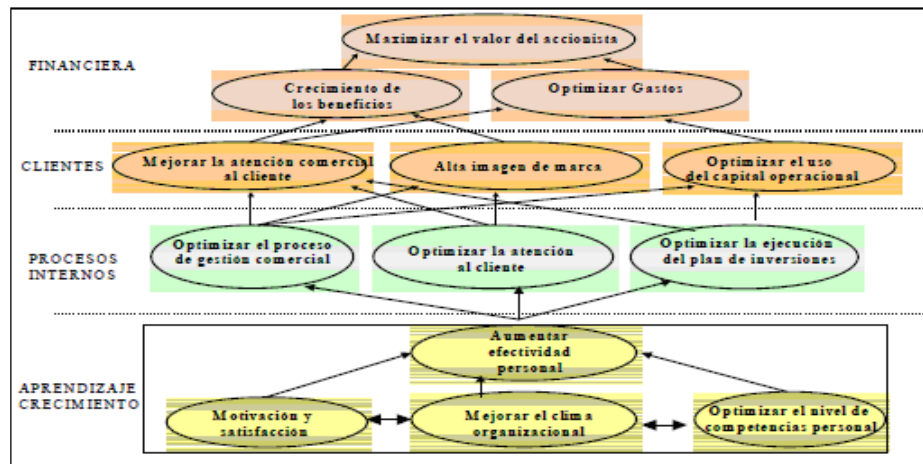 Maximizar el valor del accionista
FINANCIERA
Crecimiento de
los beneficios
Optimizar Gastos
CLIENTES
Mejorar la atención comercial
al cliente
Alta imagen de marca
Optimizar el uso
del capital operacional
PROCESOS
INTERNOS
Optimizar el proceso
de gestión comercial
Optimizar la atención
al cliente
Optimizar la ejecución
del plan de inversiones
Aumentar
efectividad
personal
APRENDIZAJE
CRECIMIENTO
Motivación y
satisfacción
Mejorar el clima
organizacional
Optimizar el nivel de
competencias personal